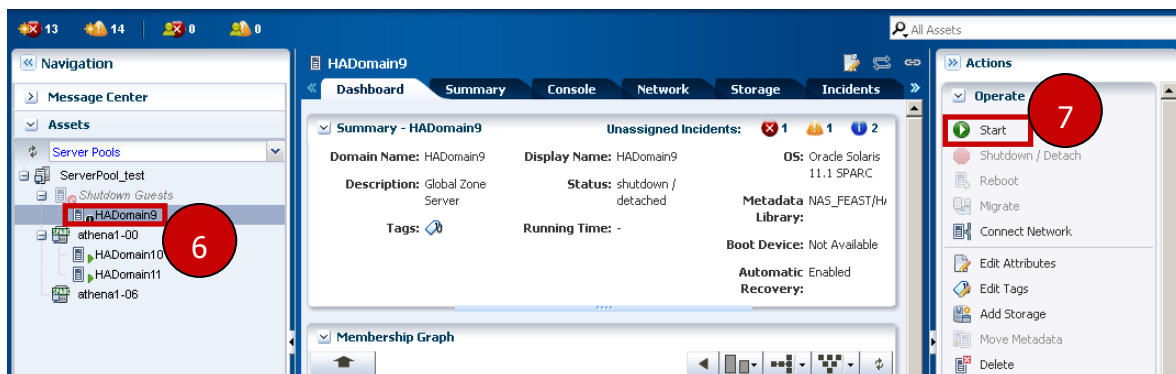 13 14 0 0
All Assets
Navigation
Message Center
Assets
Server Pools
ServerPool_test
Shutdown Guests
HADomain9
athena1-00
HADomain10
HADomain11
athena1-06
6
HADomain9
Dashboard Summary Console Network Storage Incidents
Summary - HADomain9 Unassigned Incidents: 1 1 2
Domain Name: HADomain9 Display Name: HADomain9 OS: Oracle Solaris
11.1 SPARC
Description: Global Zone Status: shutdown /
Server detached Metadata NAS_FEAST/H
Library:
Tags: Running Time: -
Boot Device: Not Available
Automatic Enabled
Recovery:
Membership Graph
Actions
Operate
7
Start
Shutdown / Detach
Reboot
Migrate
Connect Network
Edit Attributes
Edit Tags
Add Storage
Move Metadata
Delete